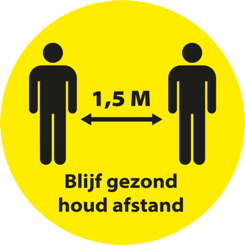 1,5 M
Blijf gezond
houd afstand